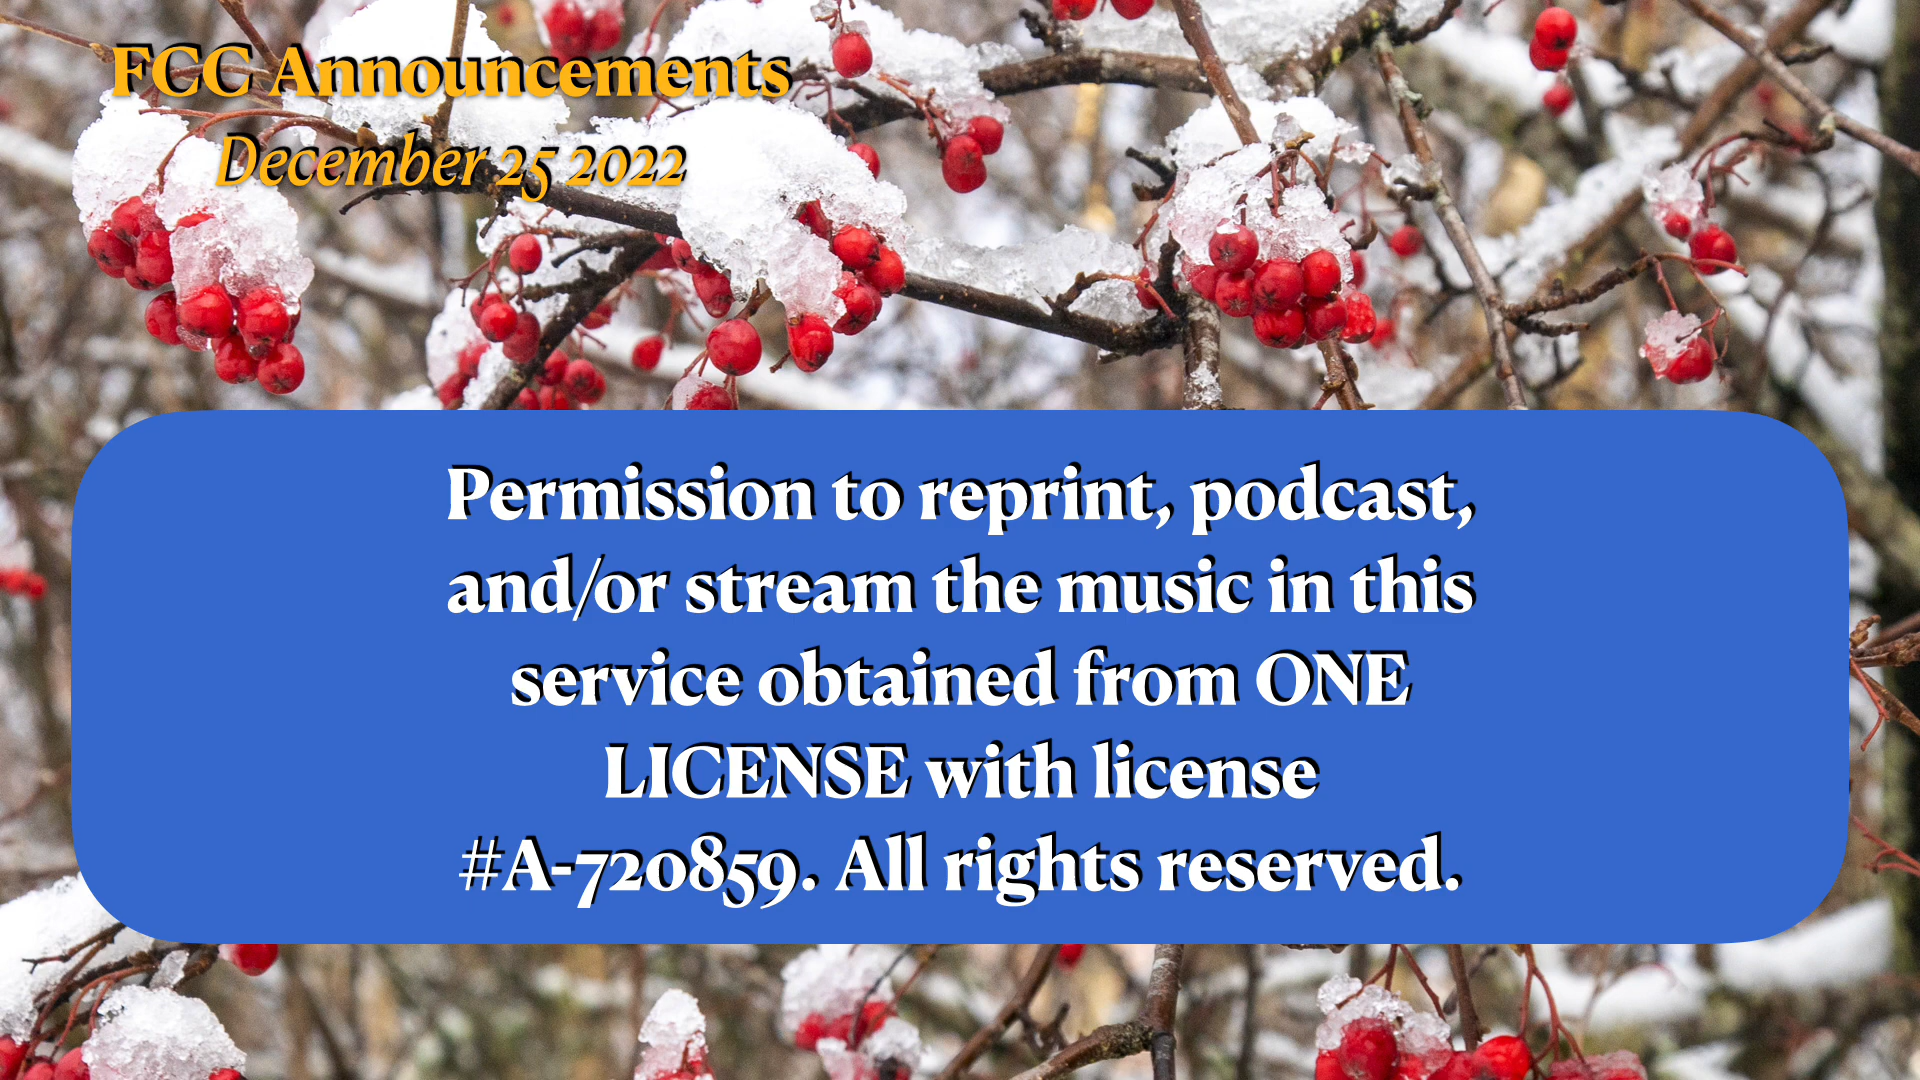 FCC Announcements
December 25 2022
Permission to reprint, podcast,
and/or stream the music in this
service obtained from ONE
LICENSE with license
#A-720859. All rights reserved.